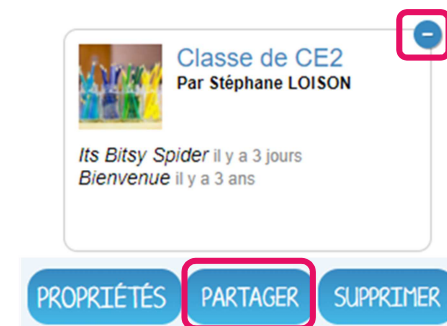 Classe de CE2
Par Stéphane LOISON
Its Bitsy Spider il y a 3 jours
Bienvenue il y a 3 ans
PROPRIÉTÉS PARTAGER SUPPRIMER